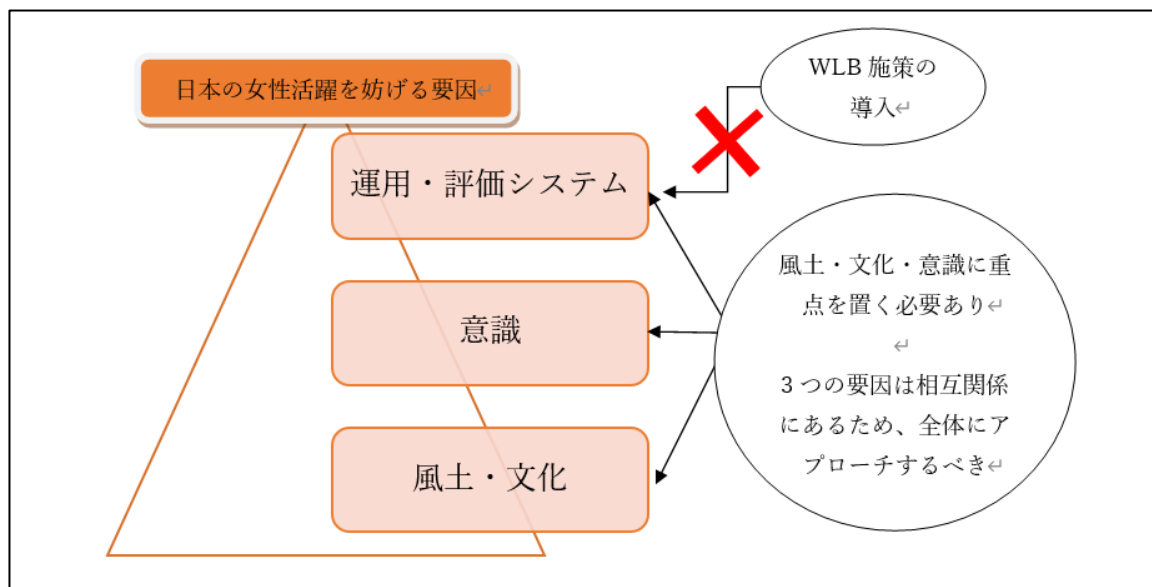 日本の女性活躍を妨げる要因↵
WLB 施策の
導入↵
運用・評価システム
意識
風土・文化
風土・文化・意識に重
点を置く必要あり↵
↵
3 つの要因は相互関係
にあるため、全体にア
プローチするべき↵